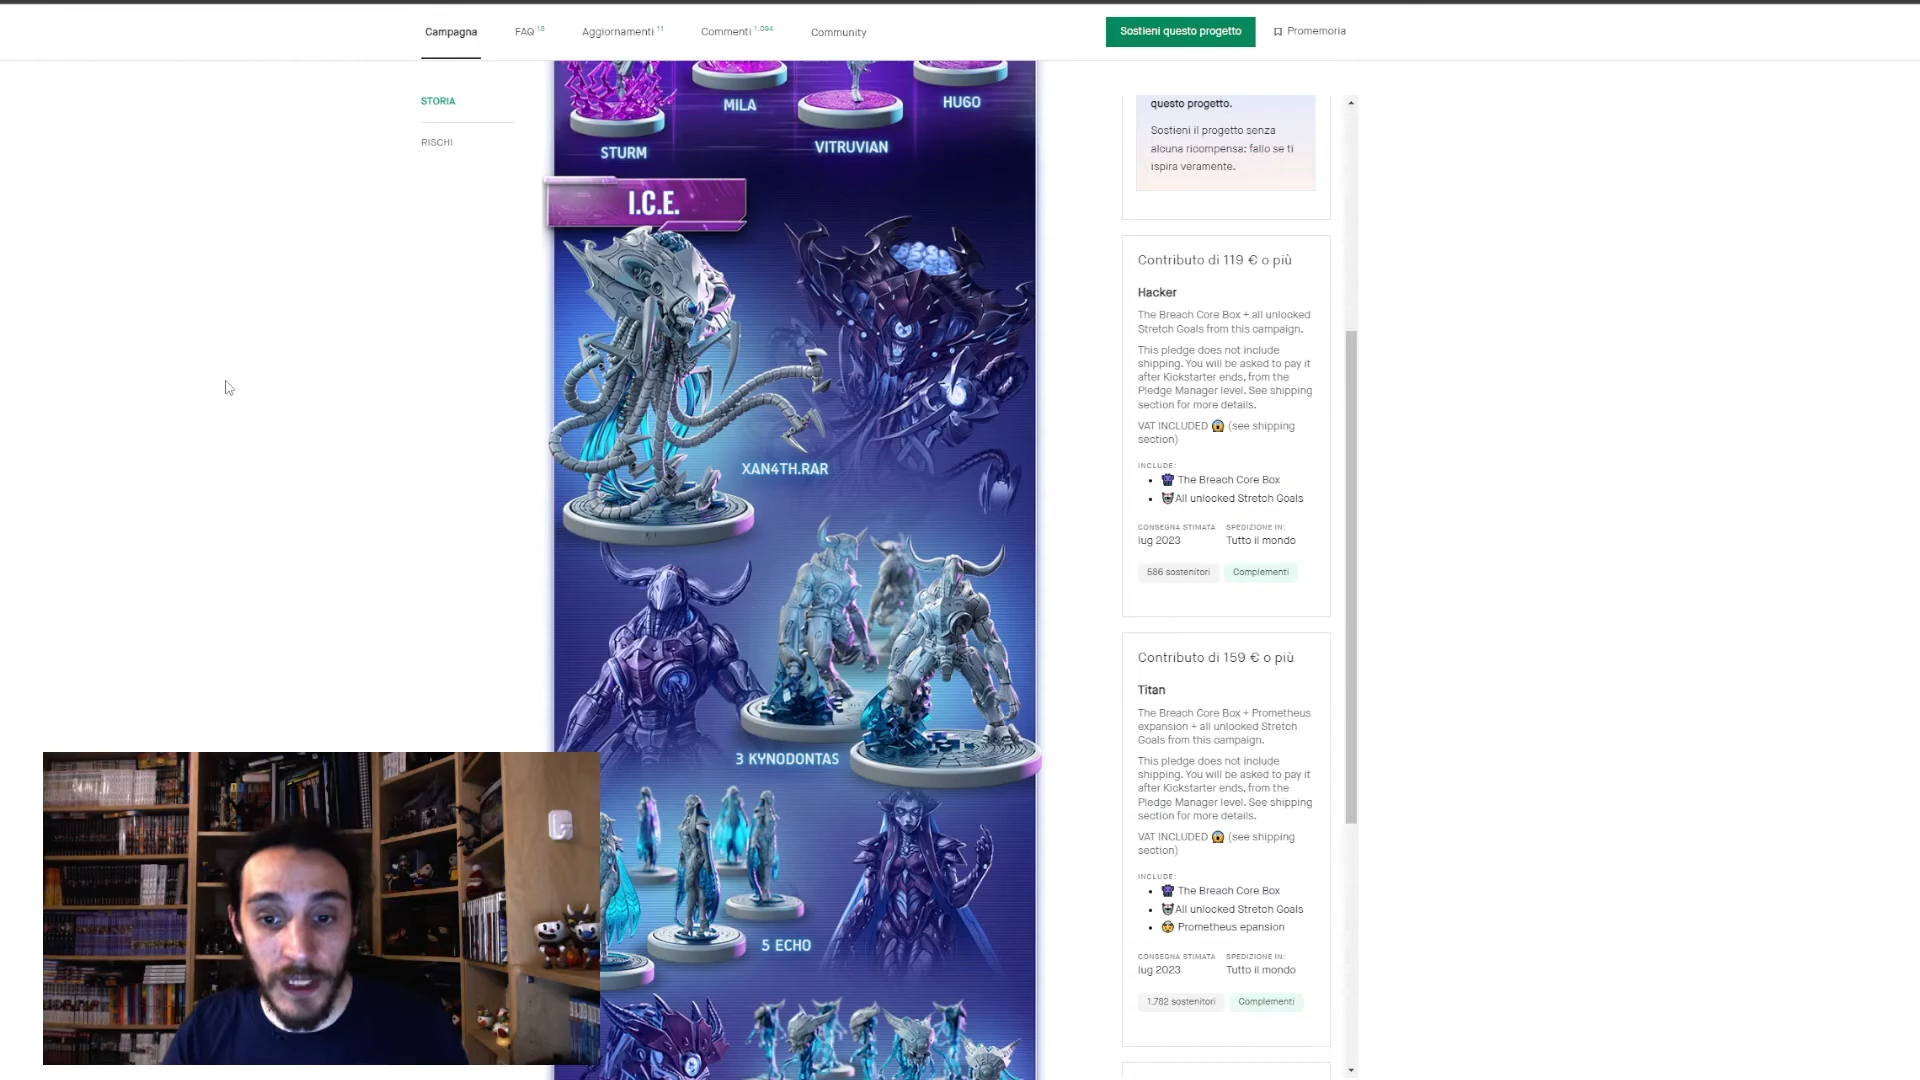 Campagna
FAQ 13
Aggiornamenti 11
Commenti 1.094
Community
Sostieni questo progetto
Promemoria
STORIA
RISCHI
STURM
MILA
VITRUVIAN
HUGO
I.C.E.
XAN4TH.RAR
3 KYNODONTAS
5 ECHO
questo progetto.
Sostieni il progetto senza
alcuna ricompensa: fallo se ti
ispira veramente.
Contributo di 119 € o più
Hacker
The Breach Core Box + all unlocked
Stretch Goals from this campaign.
This pledge does not include
shipping. You will be asked to pay it
after Kickstarter ends, from the
Pledge Manager level. See shipping
section for more details.
VAT INCLUDED 😱 (see shipping
section)
INCLUDE:
The Breach Core Box
All unlocked Stretch Goals
CONSEGNA STIMATA
lug 2023
SPEDIZIONE IN:
Tutto il mondo
586 sostenitori
Complementi
Contributo di 159 € o più
Titan
The Breach Core Box + Prometheus
expansion + all unlocked Stretch
Goals from this campaign.
This pledge does not include
shipping. You will be asked to pay it
after Kickstarter ends, from the
Pledge Manager level. See shipping
section for more details.
VAT INCLUDED 😱 (see shipping
section)
INCLUDE:
The Breach Core Box
All unlocked Stretch Goals
Prometheus epansion
CONSEGNA STIMATA
lug 2023
SPEDIZIONE IN:
Tutto il mondo
1.782 sostenitori
Complementi